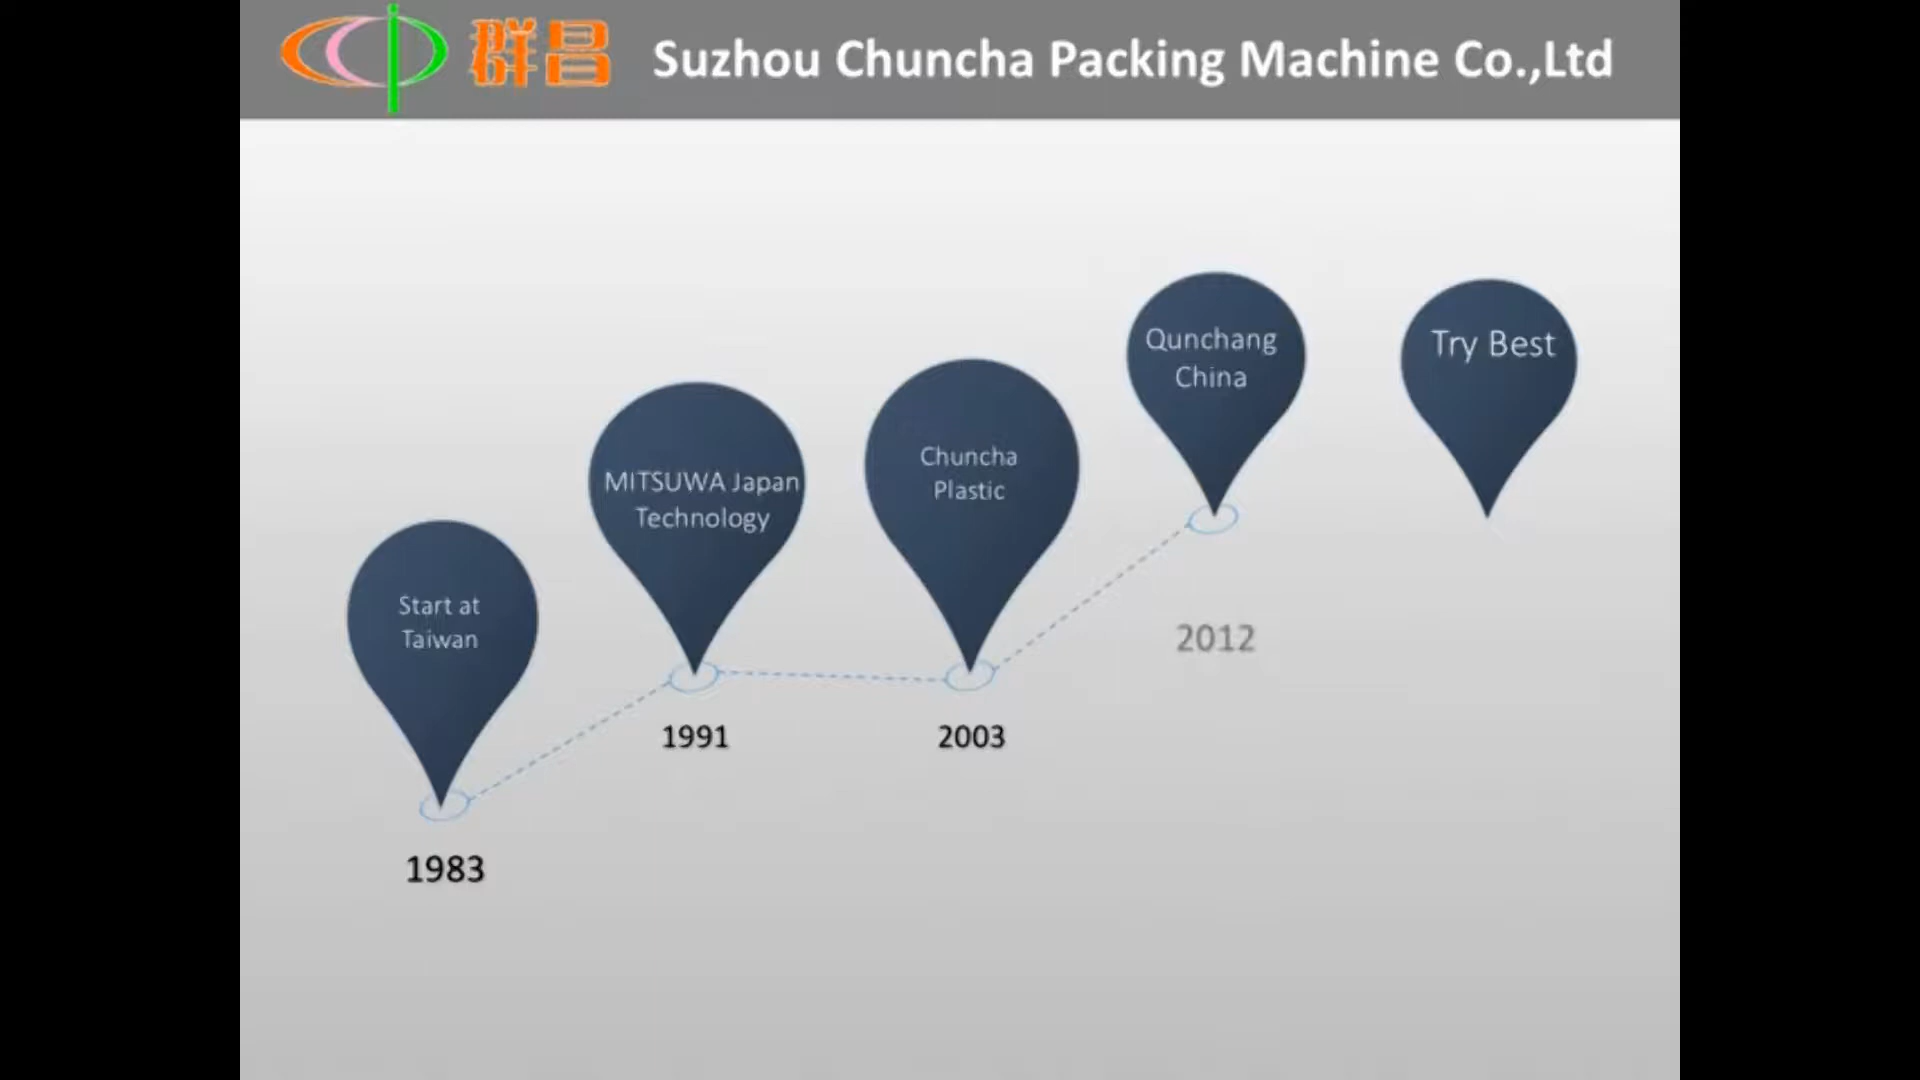 群昌 Suzhou Chuncha Packing Machine Co.,Ltd
Start at
Taiwan
1983
MITSUWA Japan
Technology
1991
Chuncha
Plastic
2003
Qunchang
China
2012
Try Best